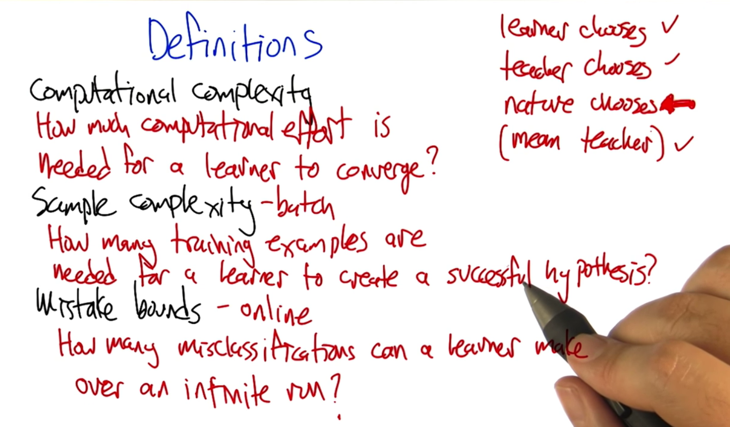 Definitions
Computational complexity
How much computational effort is
needed for a learner to converge?
Sample complexity - batch
How many training examples are
needed for a learner to create a successful hypothesis?
Mistake bounds - online
How many misclassifications can a learner make
over an infinite run?
learner chooses ✓
teacher chooses ✓
nature chooses ←
(mean teacher) ✓